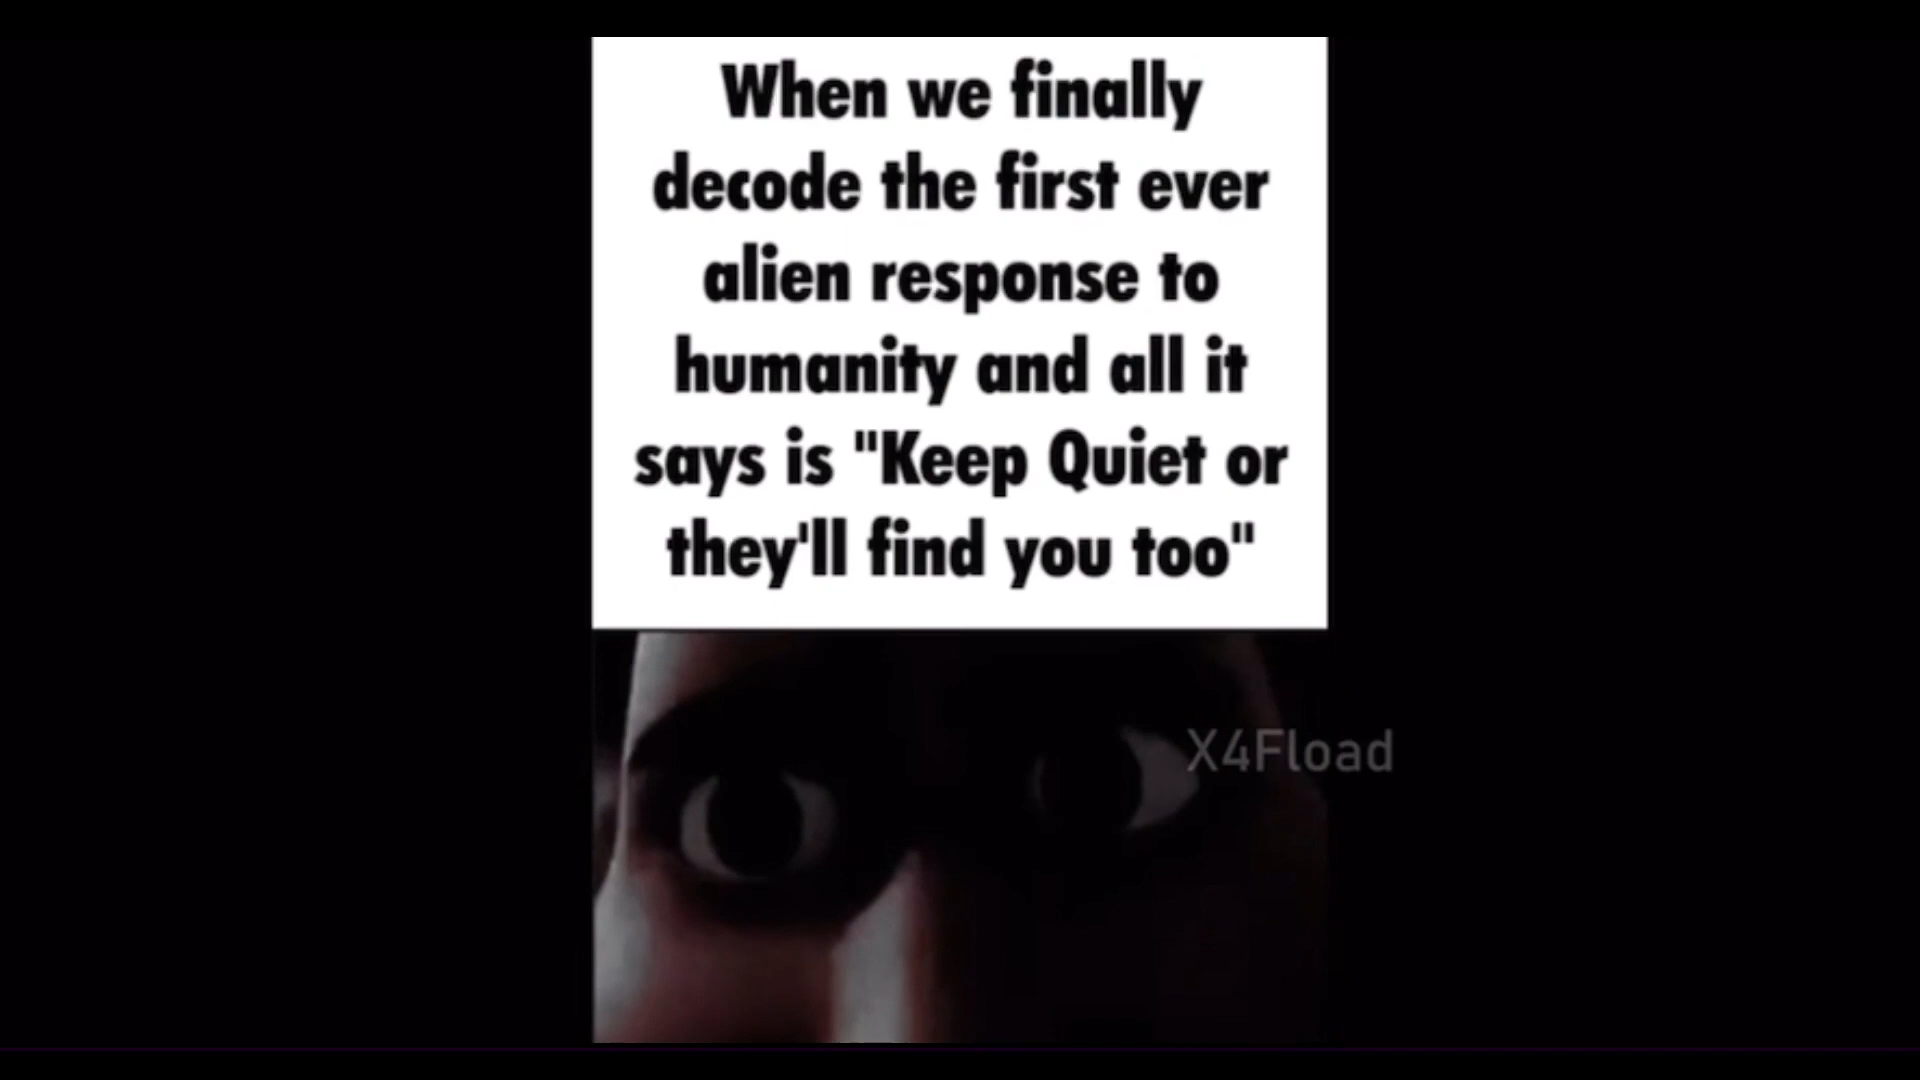 When we finally
decode the first ever
alien response to
humanity and all it
says is "Keep Quiet or
they'll find you too"
X4Fload